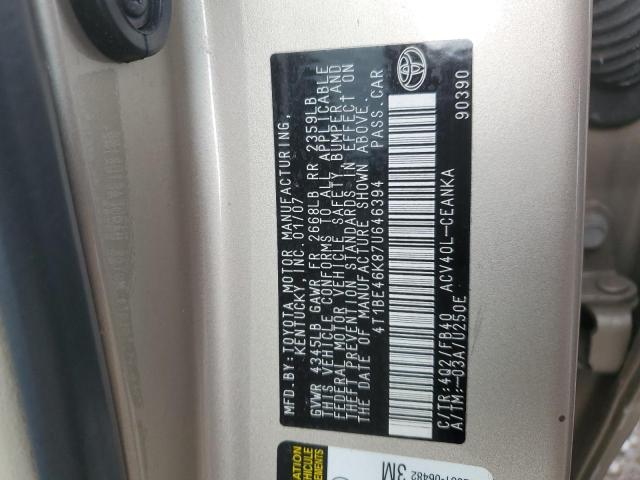 MFD.BY:TOYOTA MOTOR MANUFACTURING,
KENTUCKY, INC. 01/07
GVWR 4345LB GAWR FR 2668LB RR 2359LB
THIS VEHICLE CONFORMS TO ALL APPLICABLE
FEDERAL MOTOR VEHICLE SAFETY, BUMPER, AND
THEFT PREVENTION STANDARDS IN EFFECT ON
THE DATE OF MANUFACTURE SHOWN ABOVE.
4T1BE46K87U646394 PASS.CAR
C/TR:4Q2/FB40 ACV40L-CEANKA
A/TM:-03A/U250E 90390
3M